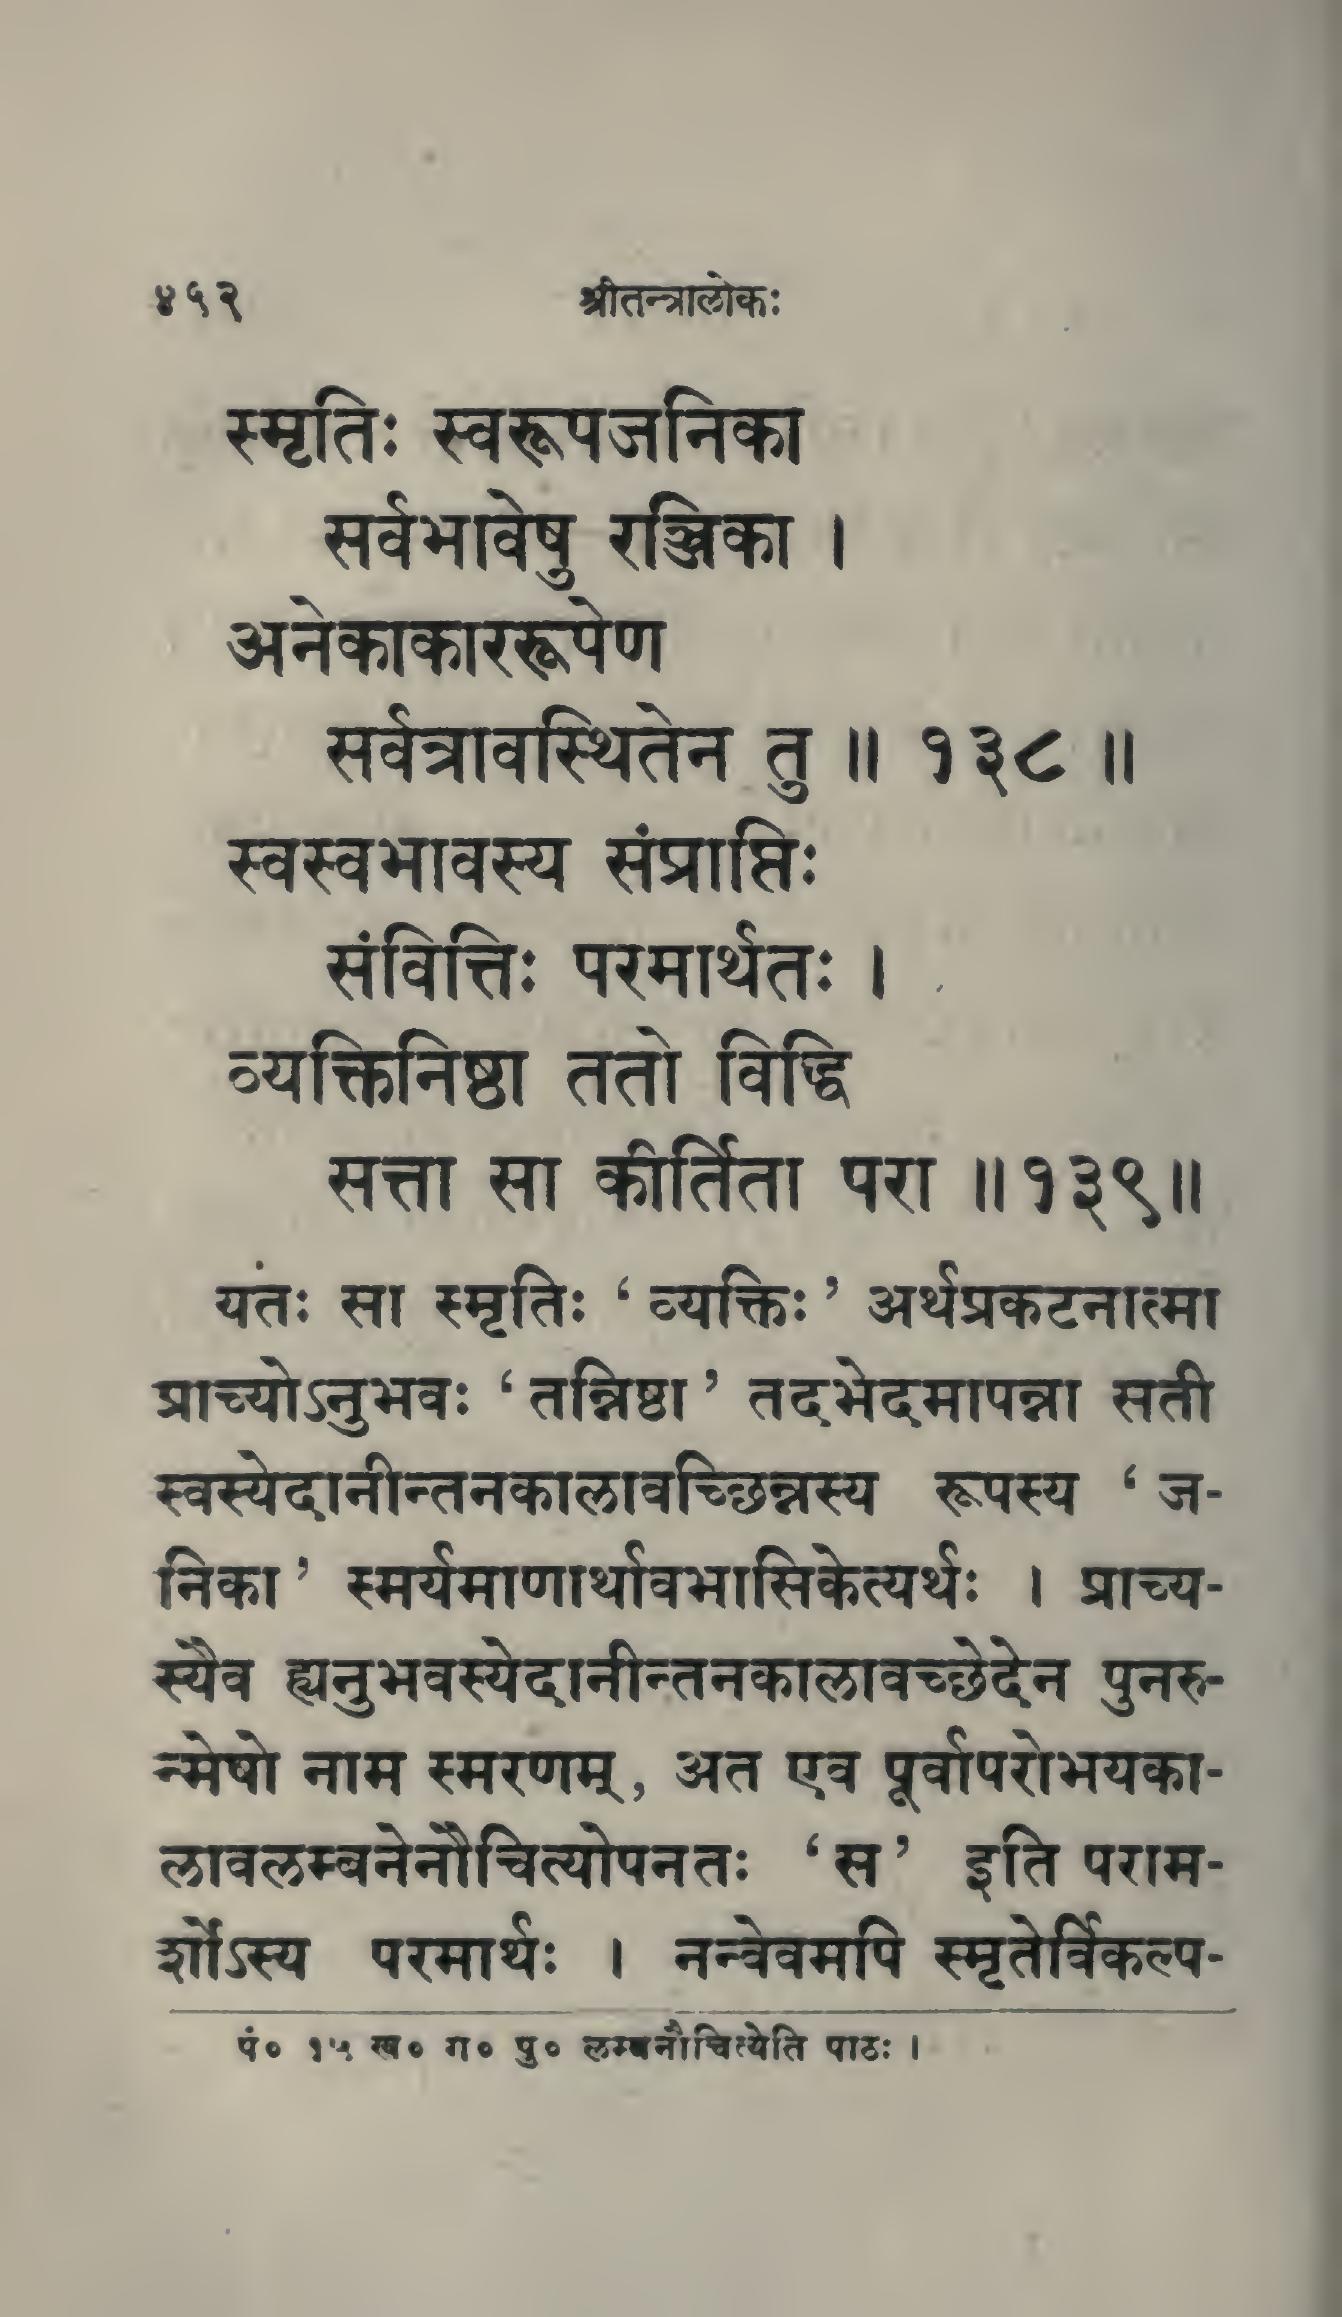 ४५२ श्रीतन्त्रालोकः
स्मृतिः स्वरूपजनिका
सर्वभावेषु रञ्जिका ।
अनेकाकाररूपेण
सर्वत्रावस्थितेन तु ॥ १३८ ॥
स्वस्वभावस्य संप्राप्तिः
संवित्तिः परमार्थतः ।
व्यक्तिनिष्ठा ततो विद्धि
सत्ता सा कीर्तिता परा ॥१३९॥
यतः सा स्मृतिः ‘ व्यक्तिः ’ अर्थप्रकटनात्मा
प्राच्योऽनुभवः ‘ तन्निष्ठा ’ तदभेदमापन्ना सती
स्वस्येदानीन्तनकालावच्छिन्नस्य रूपस्य ‘ ज-
निका ’ स्मर्यमाणार्थावभासिकेत्यर्थः । प्राच्य-
स्यैव ह्यनुभवस्येदानीन्तनकालावच्छेदेन पुनरु-
न्मेषो नाम स्मरणम्, अत एव पूर्वापरोभयका-
लावलम्बनेनौचित्योपनतः ‘ स ’ इति पराम-
र्शोऽस्य परमार्थः । नन्वेवमपि स्मृतेर्विकल्प-
पं० १५ ख० ग० पु० लम्बनौचित्येति पाठः ।